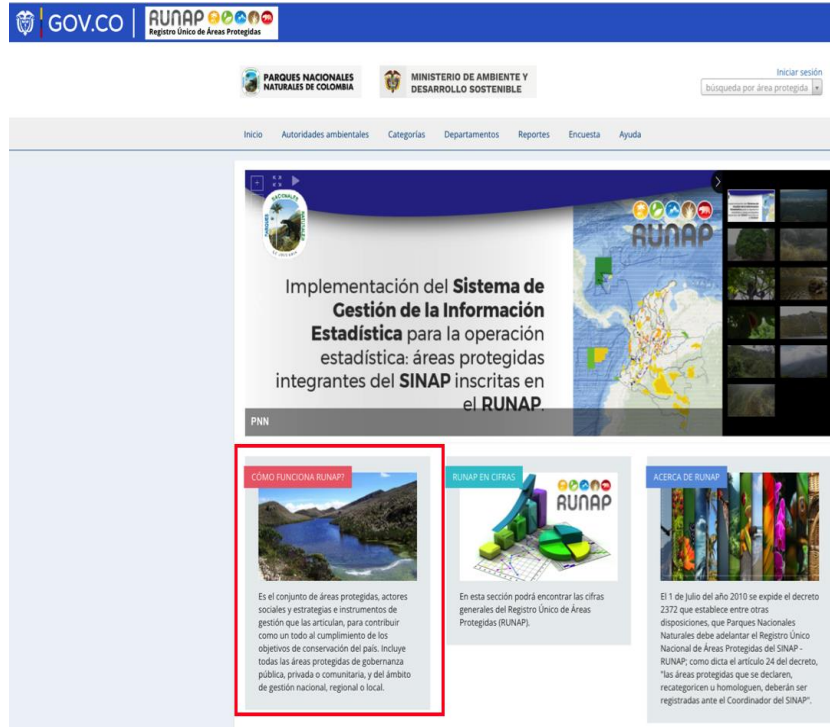 GOV.CO
RUNAP
Registro Único de Áreas Protegidas
PARQUES NACIONALES
NATURALES DE COLOMBIA
MINISTERIO DE AMBIENTE Y
DESARROLLO SOSTENIBLE
Iniciar sesión
búsqueda por área protegida
Inicio Autoridades ambientales Categorías Departamentos Reportes Encuesta Ayuda
RUNAP
Implementación del Sistema de
Gestión de la Información
Estadística para la operación
estadística: áreas protegidas
integrantes del SINAP inscritas en
el RUNAP.
PNN
CÓMO FUNCIONA RUNAP?
Es el conjunto de áreas protegidas, actores
sociales y estrategias e instrumentos de
gestión que las articulan, para contribuir
como un todo al cumplimiento de los
objetivos de conservación del país. Incluye
todas las áreas protegidas de gobernanza
pública, privada o comunitaria, y del ámbito
de gestión nacional, regional o local.
RUNAP EN CIFRAS
RUNAP
En esta sección podrá encontrar las cifras
generales del Registro Único de Áreas
Protegidas (RUNAP).
ACERCA DE RUNAP
El 1 de Julio del año 2010 se expide el decreto
2372 que establece entre otras
disposiciones, que Parques Nacionales
Naturales debe adelantar el Registro Único
Nacional de Áreas Protegidas del SINAP -
RUNAP; como dicta el artículo 24 del decreto,
"las áreas protegidas que se declaren,
recategoricen u homologuen, deberán ser
registradas ante el Coordinador del SINAP".